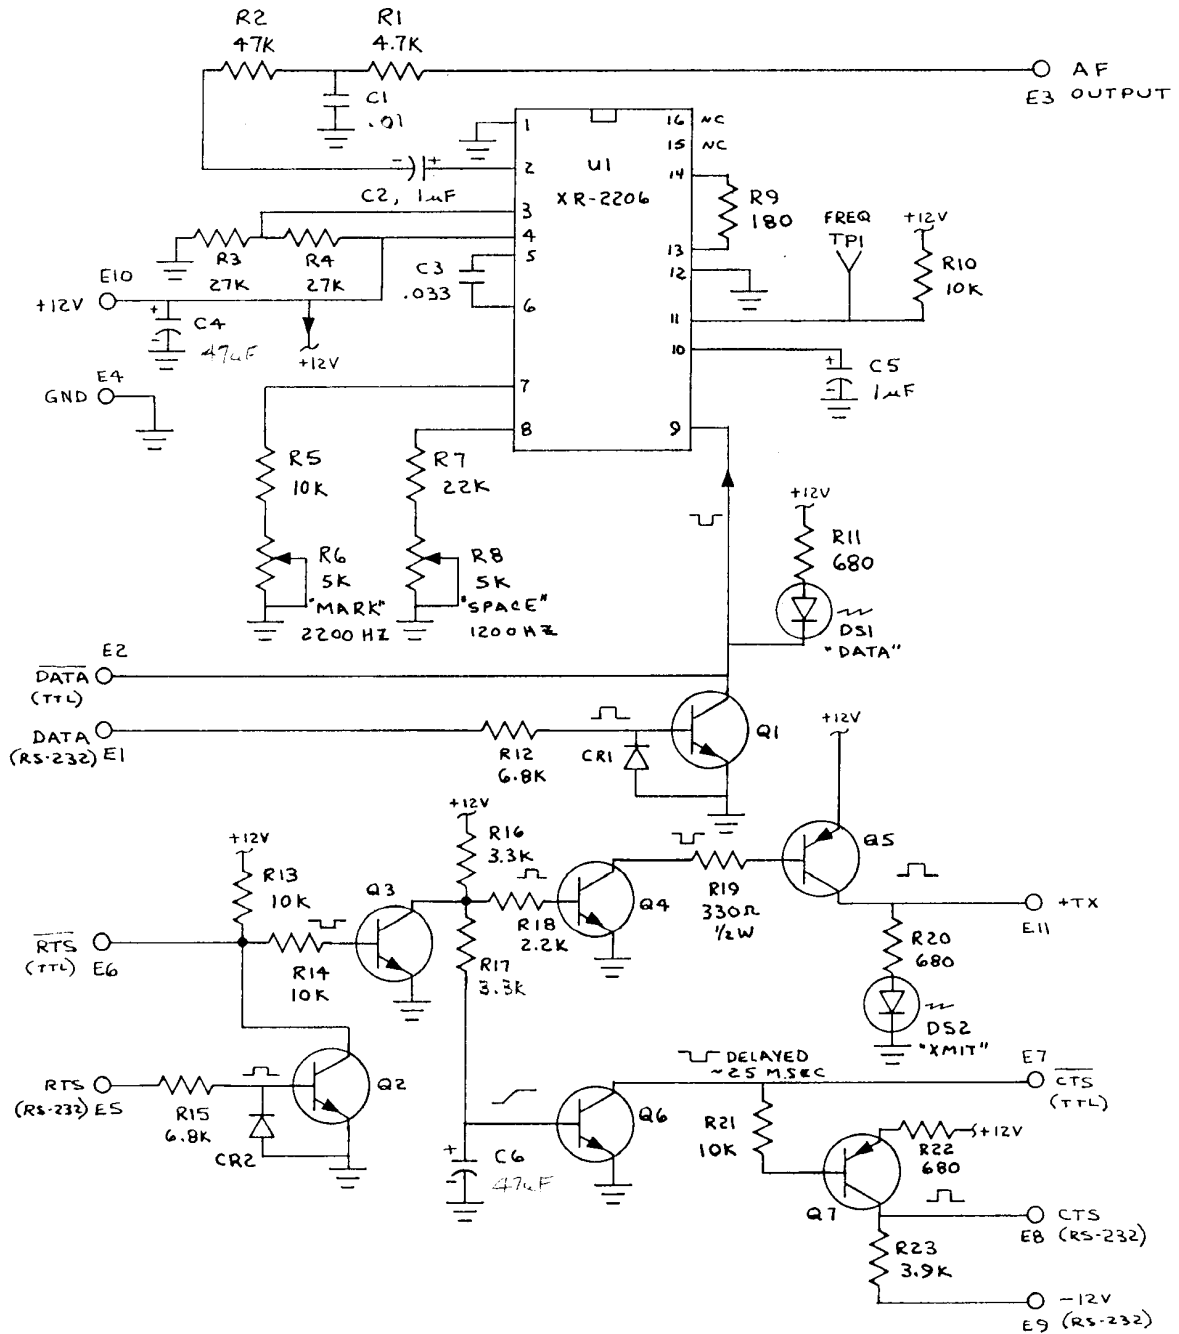 R2
47K
R1
4.7K
AF
E3 OUTPUT
C1
.01
1
16 NC
15 NC
U1
XR-2206
2
14
C2, 1uF
R9
180
3
4
5
6
13
12
11
10
FREQ
TP1
+12V
R10
10K
R3
27K
R4
27K
C3
.033
E10
+12V
C4
47uF
+12V
C5
1uF
E4
GND
7
8
9
R5
10K
R7
22K
+12V
R11
680
R6
5K
"MARK"
2200 HZ
R8
5K
"SPACE"
1200HZ
DS1
"DATA"
E2
DATA
(TTL)
DATA
(RS-232) E1
R12
6.8K
CR1
Q1
+12V
+12V
R16
3.3K
Q5
+12V
R13
10K
Q3
R18
2.2K
Q4
R19
330Ω
1/2W
+TX
E11
RTS
(TTL) E6
R14
10K
R17
3.3K
R20
680
DS2
"XMIT"
DELAYED
~25 MSEC
E7
CTS
(TTL)
RTS
(RS-232) E5
R15
6.8K
CR2
Q2
Q6
R21
10K
R22
680
+12V
C6
47uF
Q7
CTS
E8 (RS-232)
R23
3.9K
-12V
E9 (RS-232)